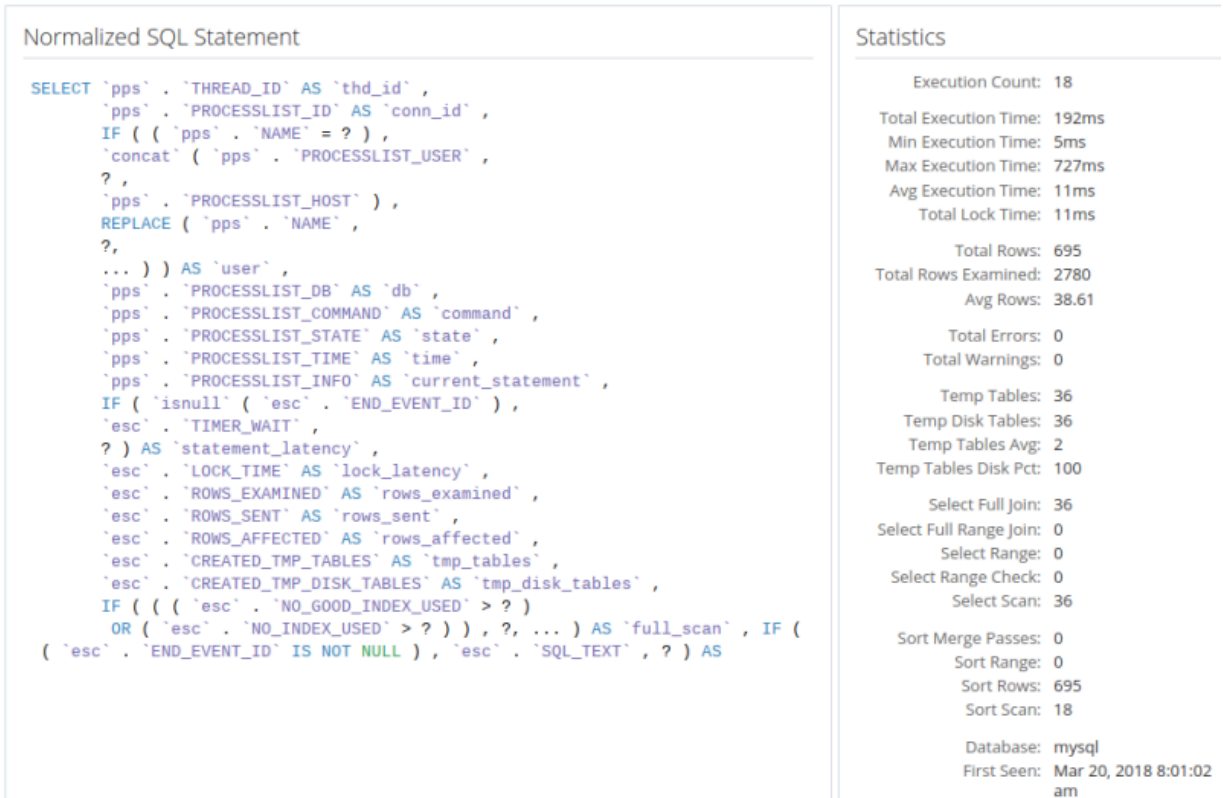 Normalized SQL Statement
SELECT `pps` . `THREAD_ID` AS `thd_id` ,
`pps` . `PROCESSLIST_ID` AS `conn_id` ,
IF ( ( `pps` . `NAME` = ? ) ,
`concat` ( `pps` . `PROCESSLIST_USER` ,
? ,
`pps` . `PROCESSLIST_HOST` ) ,
REPLACE ( `pps` . `NAME` ,
?,
... ) ) AS `user` ,
`pps` . `PROCESSLIST_DB` AS `db` ,
`pps` . `PROCESSLIST_COMMAND` AS `command` ,
`pps` . `PROCESSLIST_STATE` AS `state` ,
`pps` . `PROCESSLIST_TIME` AS `time` ,
`pps` . `PROCESSLIST_INFO` AS `current_statement` ,
IF ( `isnull` ( `esc` . `END_EVENT_ID` ) ,
`esc` . `TIMER_WAIT` ,
? ) AS `statement_latency` ,
`esc` . `LOCK_TIME` AS `lock_latency` ,
`esc` . `ROWS_EXAMINED` AS `rows_examined` ,
`esc` . `ROWS_SENT` AS `rows_sent` ,
`esc` . `ROWS_AFFECTED` AS `rows_affected` ,
`esc` . `CREATED_TMP_TABLES` AS `tmp_tables` ,
`esc` . `CREATED_TMP_DISK_TABLES` AS `tmp_disk_tables` ,
IF ( ( ( `esc` . `NO_GOOD_INDEX_USED` > ? )
OR ( `esc` . `NO_INDEX_USED` > ? ) ) , ?, ... ) AS `full_scan` , IF (
( `esc` . `END_EVENT_ID` IS NOT NULL ) , `esc` . `SQL_TEXT` , ? ) AS
Statistics
Execution Count: 18
Total Execution Time: 192ms
Min Execution Time: 5ms
Max Execution Time: 727ms
Avg Execution Time: 11ms
Total Lock Time: 11ms
Total Rows: 695
Total Rows Examined: 2780
Avg Rows: 38.61
Total Errors: 0
Total Warnings: 0
Temp Tables: 36
Temp Disk Tables: 36
Temp Tables Avg: 2
Temp Tables Disk Pct: 100
Select Full Join: 36
Select Full Range Join: 0
Select Range: 0
Select Range Check: 0
Select Scan: 36
Sort Merge Passes: 0
Sort Range: 0
Sort Rows: 695
Sort Scan: 18
Database: mysql
First Seen: Mar 20, 2018 8:01:02
am